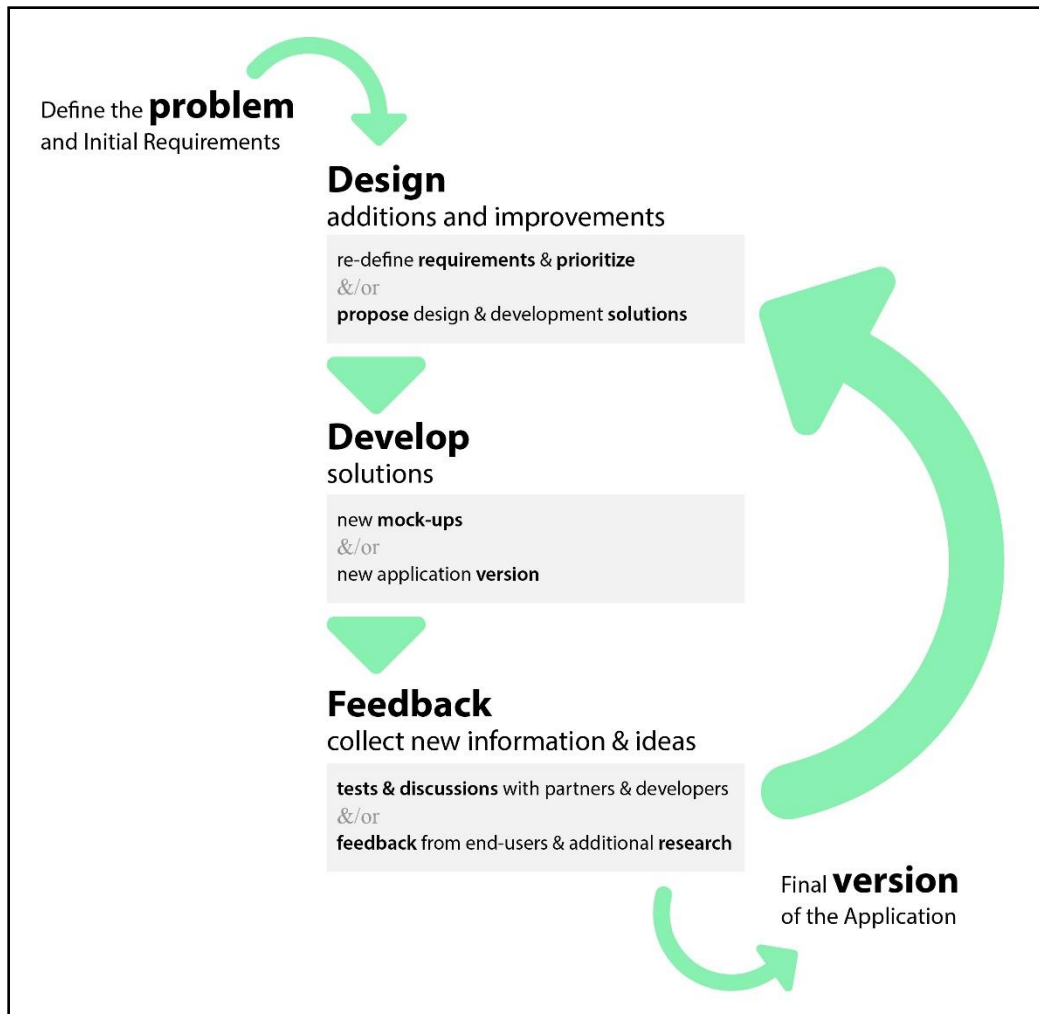 Define the problem
and Initial Requirements
Design
additions and improvements
re-define requirements & prioritize
&/or
propose design & development solutions
Develop
solutions
new mock-ups
&/or
new application version
Feedback
collect new information & ideas
tests & discussions with partners & developers
&/or
feedback from end-users & additional research
Final version
of the Application